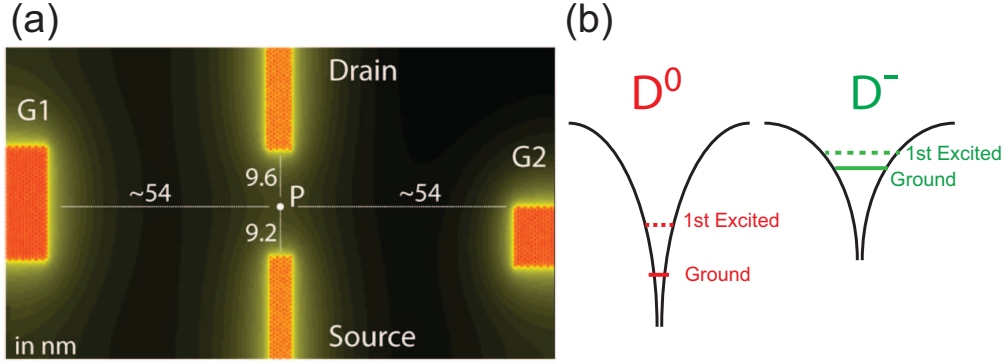 (a)
Drain
G1
G2
9.6
~54
P
~54
9.2
Source
in nm
(b)
D⁰
D⁻
1st Excited
Ground
1st Excited
Ground